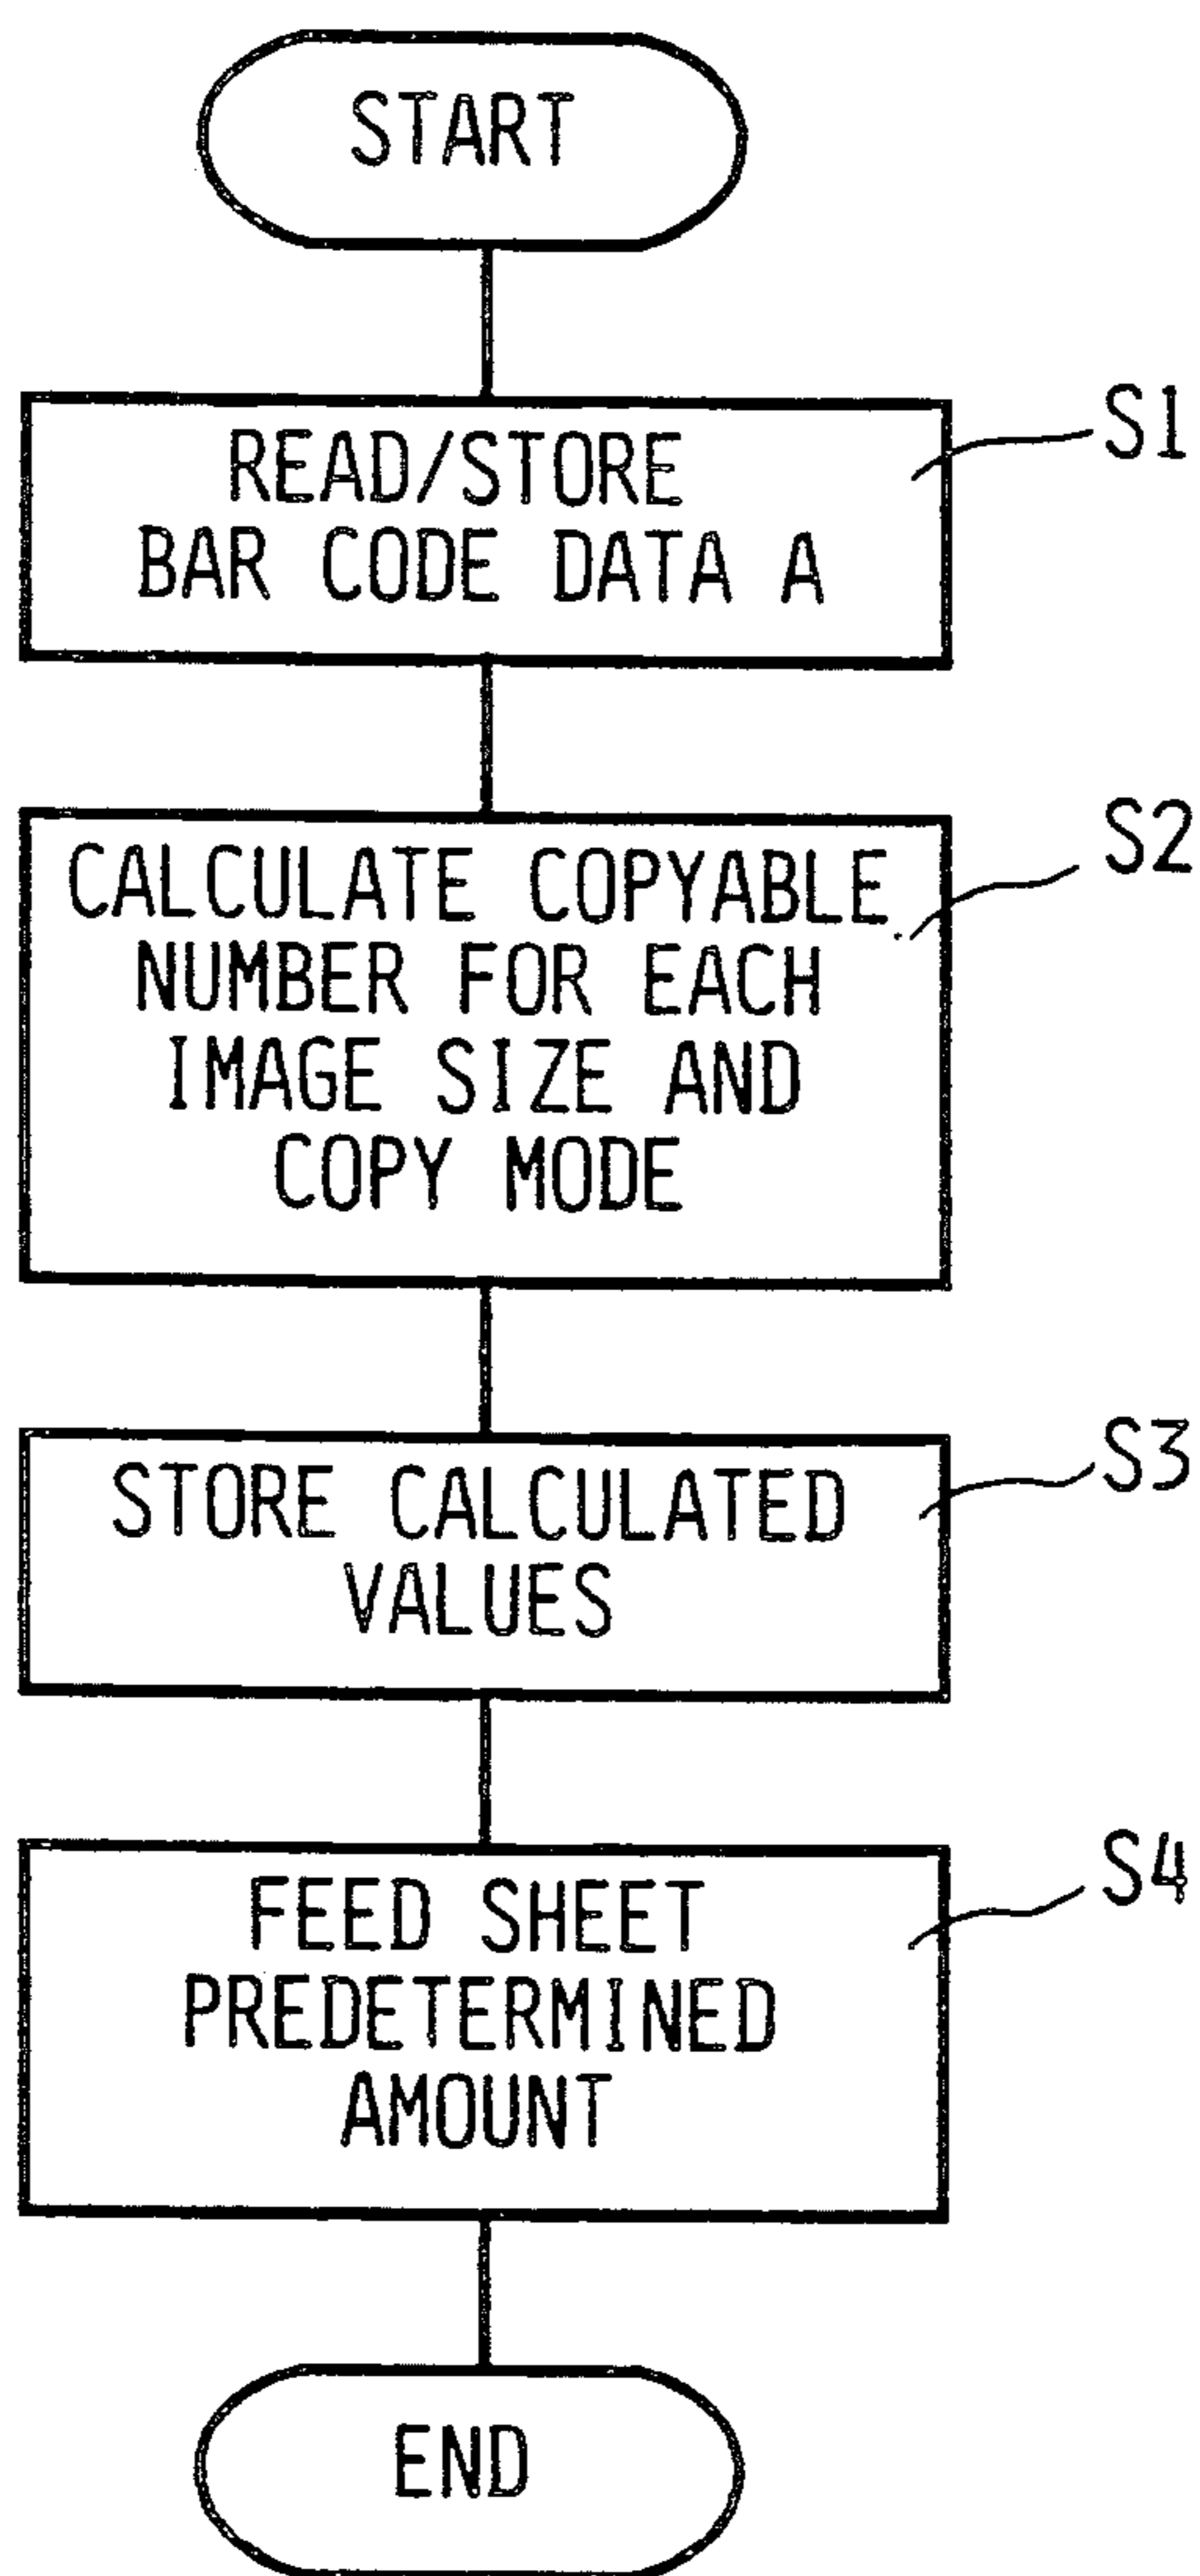 START
READ/STORE
BAR CODE DATA A
S1
CALCULATE COPYABLE
NUMBER FOR EACH
IMAGE SIZE AND
COPY MODE
S2
STORE CALCULATED
VALUES
S3
FEED SHEET
PREDETERMINED
AMOUNT
S4
END